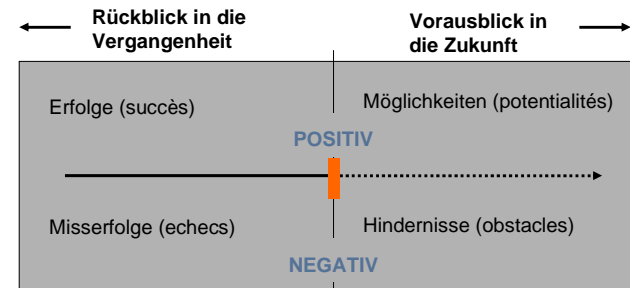 Rückblick in die
Vergangenheit
Vorausblick in
die Zukunft
Erfolge (succès)
Möglichkeiten (potentialités)
POSITIV
Misserfolge (echecs)
Hindernisse (obstacles)
NEGATIV